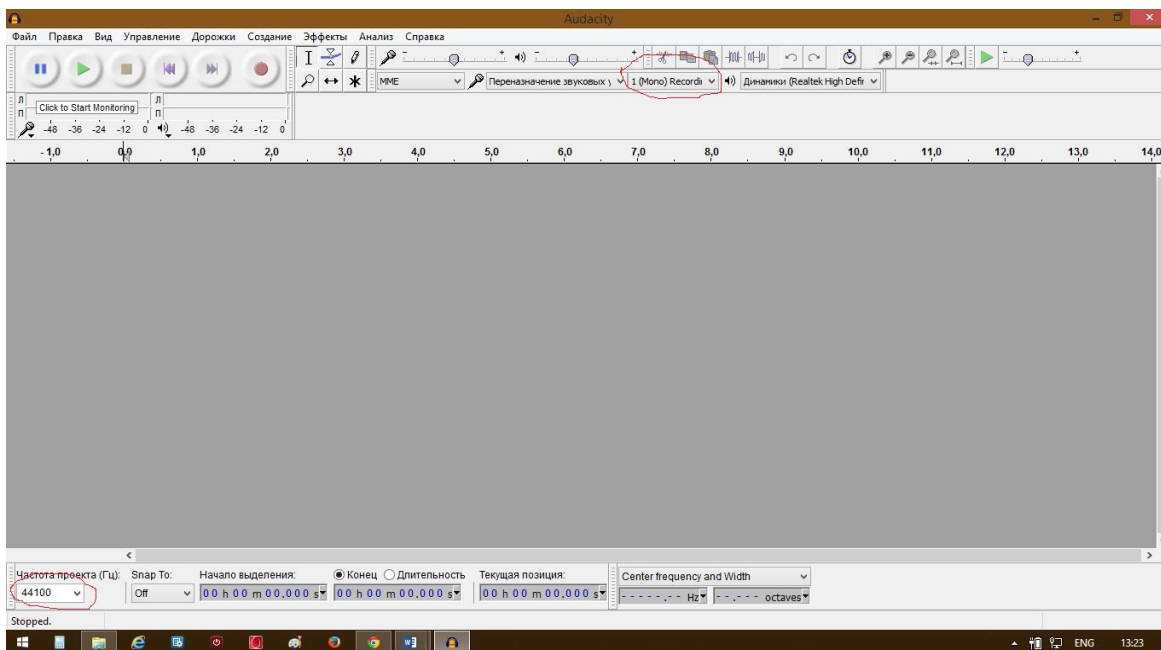 Audacity
Файл Правка Вид Управление Дорожки Создание Эффекты Анализ Справка
MME Переназначение звуковых у 1 (Mono) Recordi Динамики (Realtek High Defir
Л Click to Start Monitoring Л
П П
-48 -36 -24 -12 0 -48 -36 -24 -12 0
- 1,0 0,0 1,0 2,0 3,0 4,0 5,0 6,0 7,0 8,0 9,0 10,0 11,0 12,0 13,0 14,0
Частота проекта (Гц): Snap To: Начало выделения: Конец Длительность Текущая позиция: Center frequency and Width
44100 Off 00 h 00 m 00.000 s 00 h 00 m 00.000 s 00 h 00 m 00.000 s -----.-- Hz --.--- octaves
Stopped.
ENG 13:23